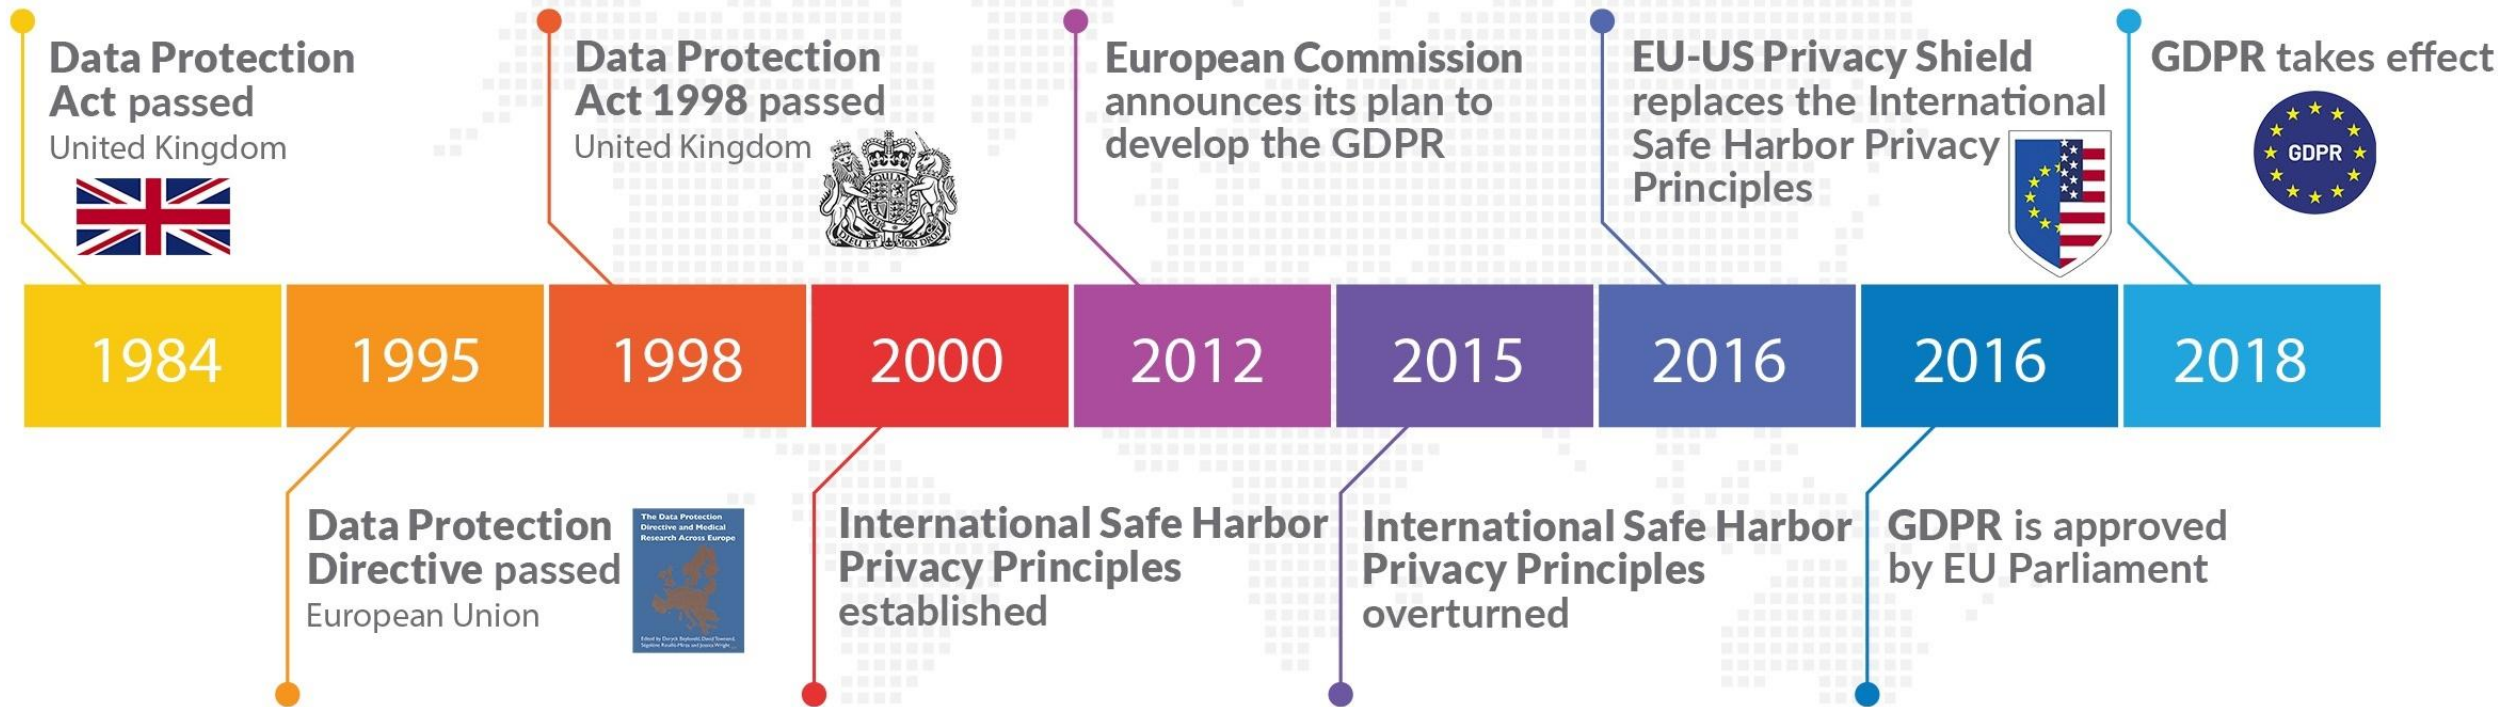 Data Protection
Act passed
United Kingdom
Data Protection
Act 1998 passed
United Kingdom
DIEU ET MON DROIT
European Commission
announces its plan to
develop the GDPR
EU-US Privacy Shield
replaces the International
Safe Harbor Privacy
Principles
GDPR takes effect
GDPR
1984
1995
1998
2000
2012
2015
2016
2016
2018
Data Protection
Directive passed
European Union
The Data Protection
Directive and Medical
Research Across Europe
International Safe Harbor
Privacy Principles
established
International Safe Harbor
Privacy Principles
overturned
GDPR is approved
by EU Parliament